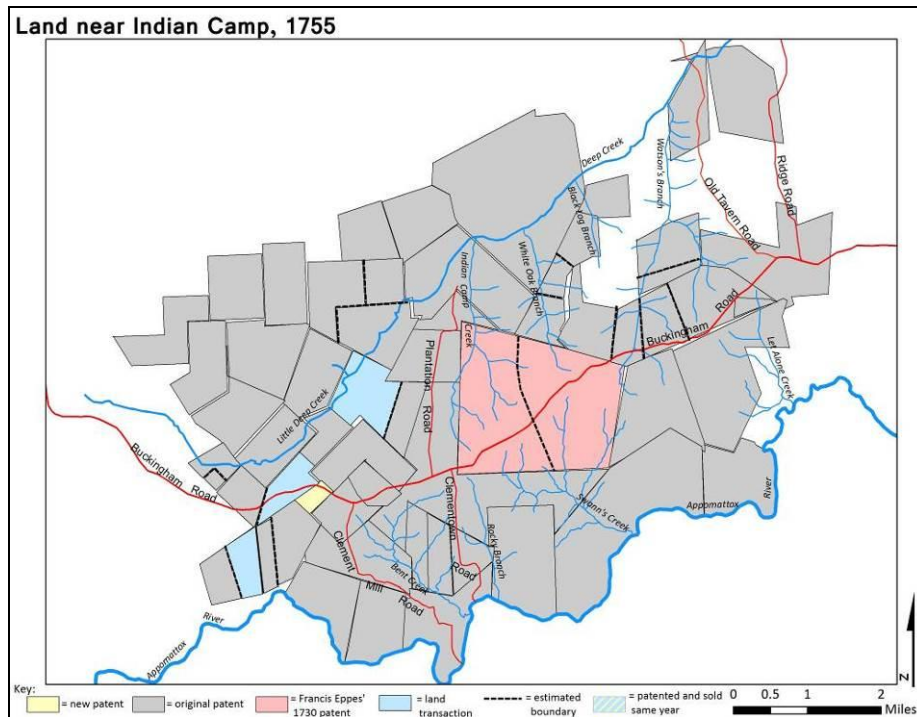 Land near Indian Camp, 1755
Deep Creek
Watson's Branch
Old Tavern Road
Ridge Road
Black Log Branch
White Oak Branch
Indian Camp
Creek
Buckingham
Road
Plantation
Road
Let Alone Creek
Little Deep Creek
Buckingham
Road
Clementown
Road
Swann's Creek
Appomattox
River
Rocky Branch
Clement
Mill
Road
Bent Creek
Appomattox
River
N
Key:
= new patent
= original patent
= Francis Eppes'
1730 patent
= land
transaction
= estimated
boundary
= patented and sold
same year
0 0.5 1 2
Miles